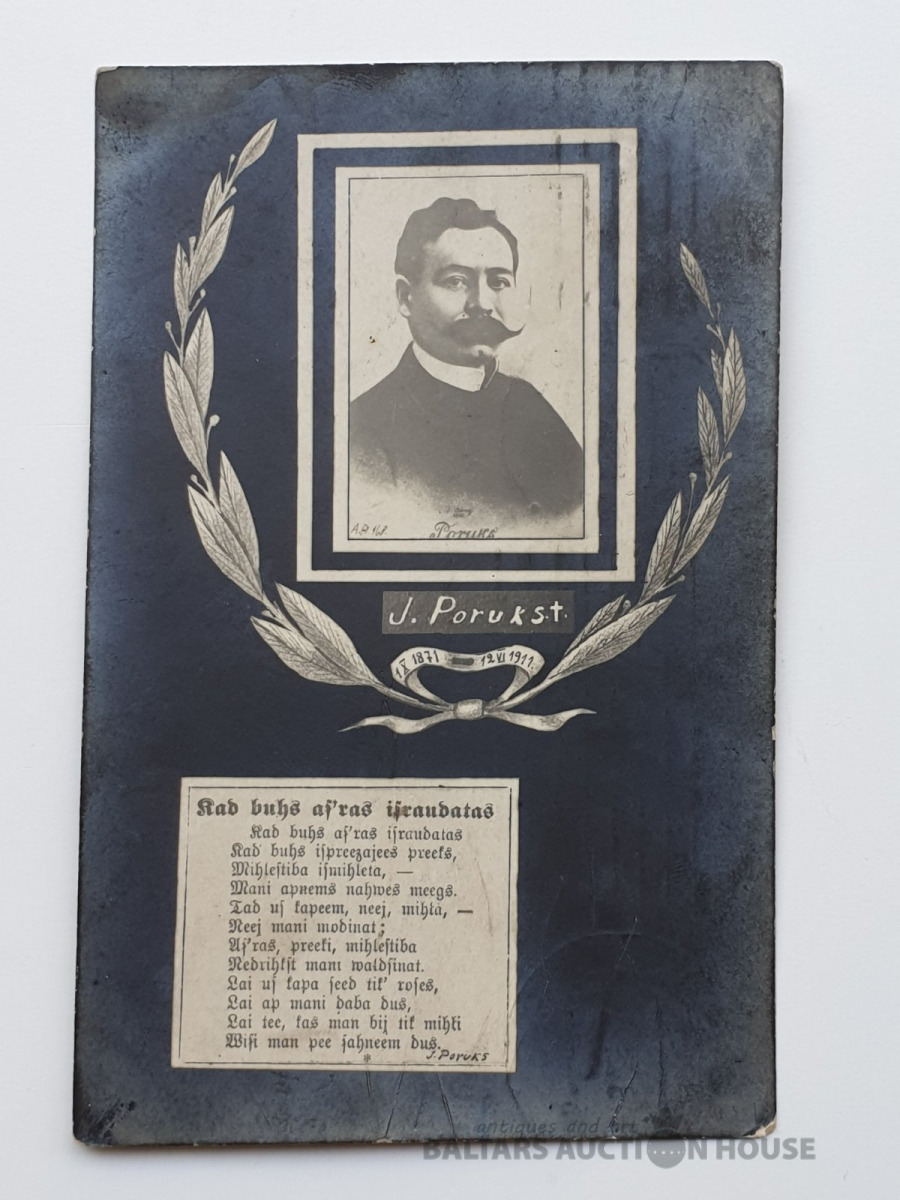 A.B. 168.
Poruks
J. Poruks.†.
1 X 1871 — 12 VI 1911.
Kad buhs aſ'ras iſraudatas
Kad buhs aſ'ras iſraudatas
Kad buhs iſpreezajees preeks,
Mihleſtiba iſmihleta, —
Mani apņems nahwes meegs.
Tad uſ kapeem, neej, mihļa, —
Neej mani modinat;
Aſ'ras, preeki, mihleſtiba
Nedrihkſt mani waldſinat.
Lai uſ kapa ſeed tik' roſes,
Lai ap mani daba dus,
Lai tee, kas man bij tik mihļi
Wiſi man pee ſahneem dus.
*
J. Poruks
antiques and art
BALTARS AUCTION HOUSE